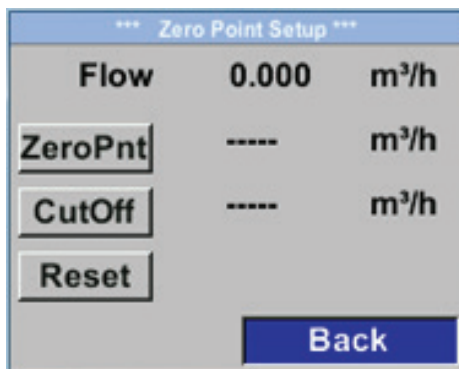 *** Zero Point Setup ***
Flow 0.000 m³/h
ZeroPnt ----- m³/h
CutOff ----- m³/h
Reset
Back